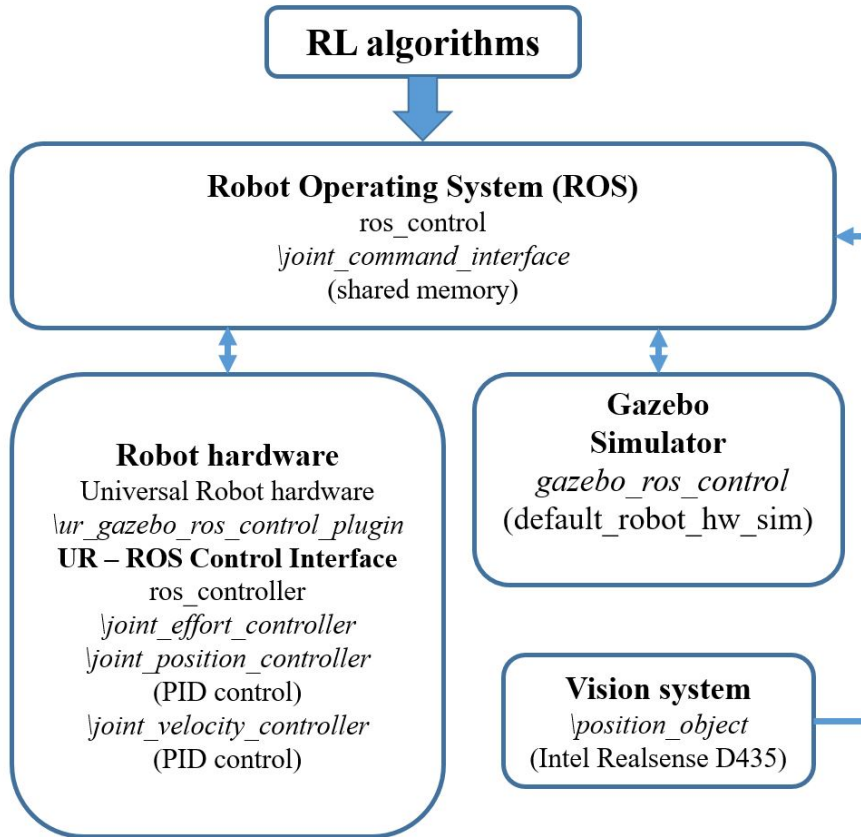 RL algorithms
Robot Operating System (ROS)
ros_control
\joint_command_interface
(shared memory)
Robot hardware
Universal Robot hardware
\ur_gazebo_ros_control_plugin
UR – ROS Control Interface
ros_controller
\joint_effort_controller
\joint_position_controller
(PID control)
\joint_velocity_controller
(PID control)
Gazebo
Simulator
gazebo_ros_control
(default_robot_hw_sim)
Vision system
\position_object
(Intel Realsense D435)